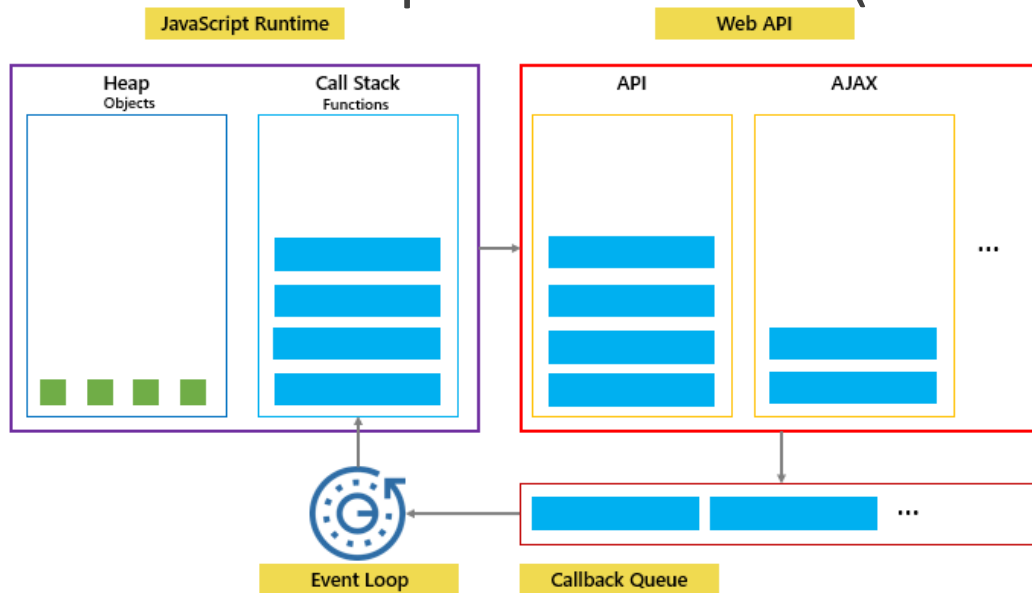 JavaScript Runtime
Web API
Heap
Objects
Call Stack
Functions
API
AJAX
...
...
Event Loop
Callback Queue